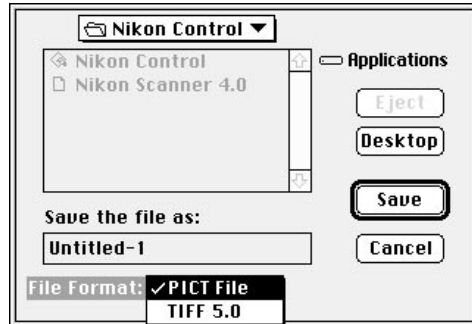 Nikon Control
Nikon Control
Nikon Scanner 4.0
Applications
Eject
Desktop
Save
Cancel
Save the file as:
Untitled-1
File Format: ✓PICT File
TIFF 5.0